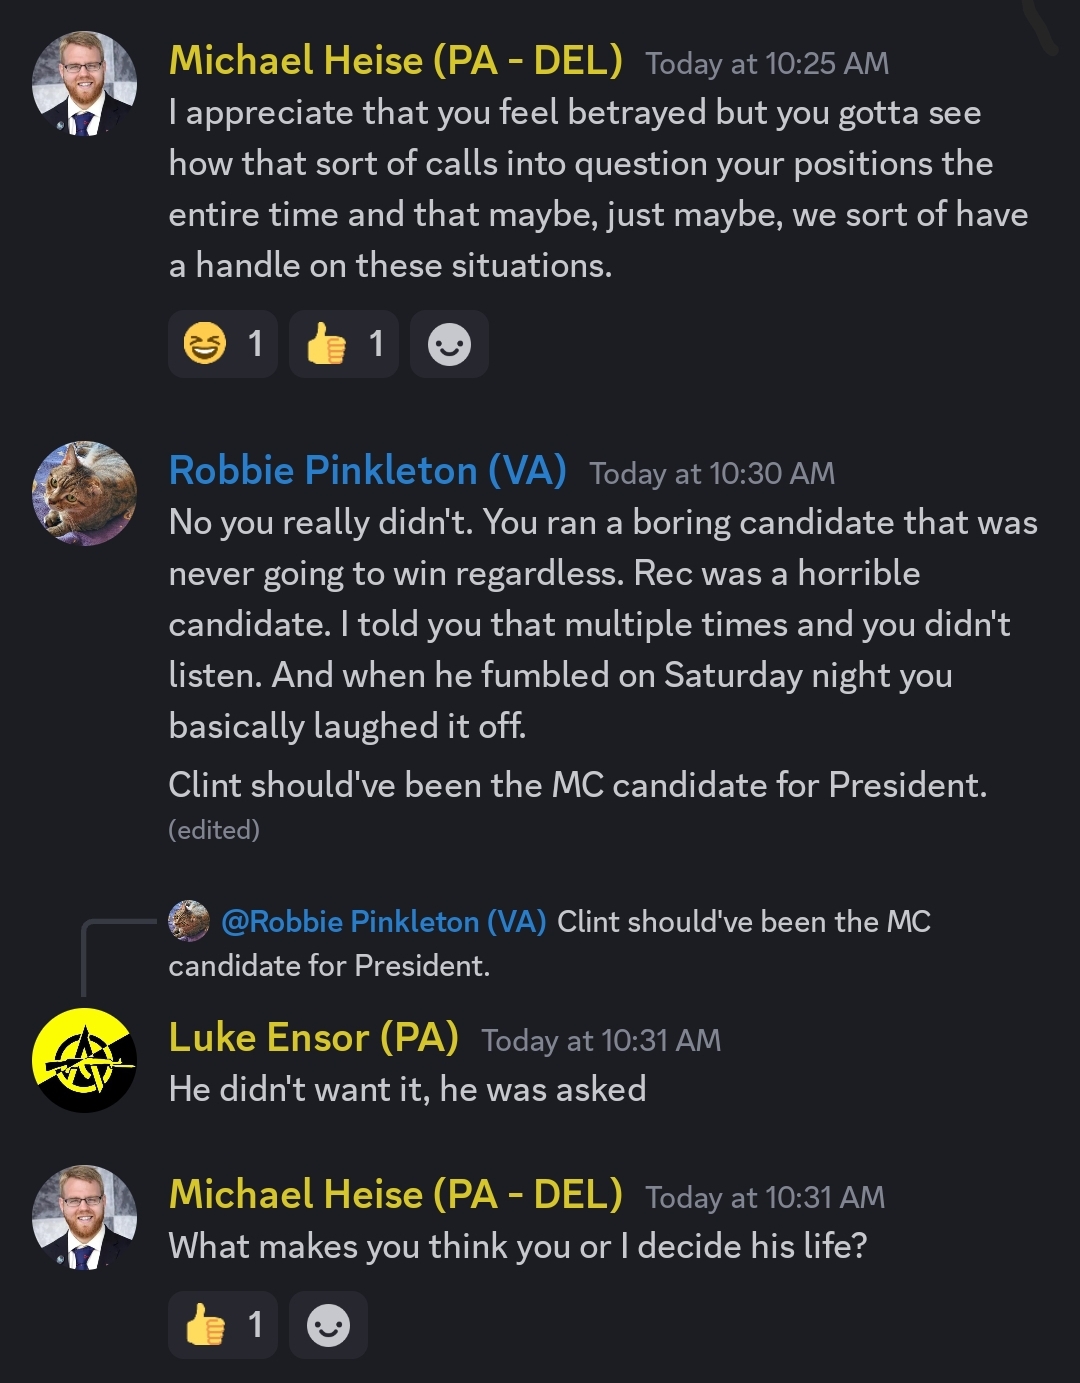 Michael Heise (PA - DEL) Today at 10:25 AM
I appreciate that you feel betrayed but you gotta see
how that sort of calls into question your positions the
entire time and that maybe, just maybe, we sort of have
a handle on these situations.
😆 1 👍 1
Robbie Pinkleton (VA) Today at 10:30 AM
No you really didn't. You ran a boring candidate that was
never going to win regardless. Rec was a horrible
candidate. I told you that multiple times and you didn't
listen. And when he fumbled on Saturday night you
basically laughed it off.
Clint should've been the MC candidate for President.
(edited)
@Robbie Pinkleton (VA) Clint should've been the MC
candidate for President.
Luke Ensor (PA) Today at 10:31 AM
He didn't want it, he was asked
Michael Heise (PA - DEL) Today at 10:31 AM
What makes you think you or I decide his life?
👍 1